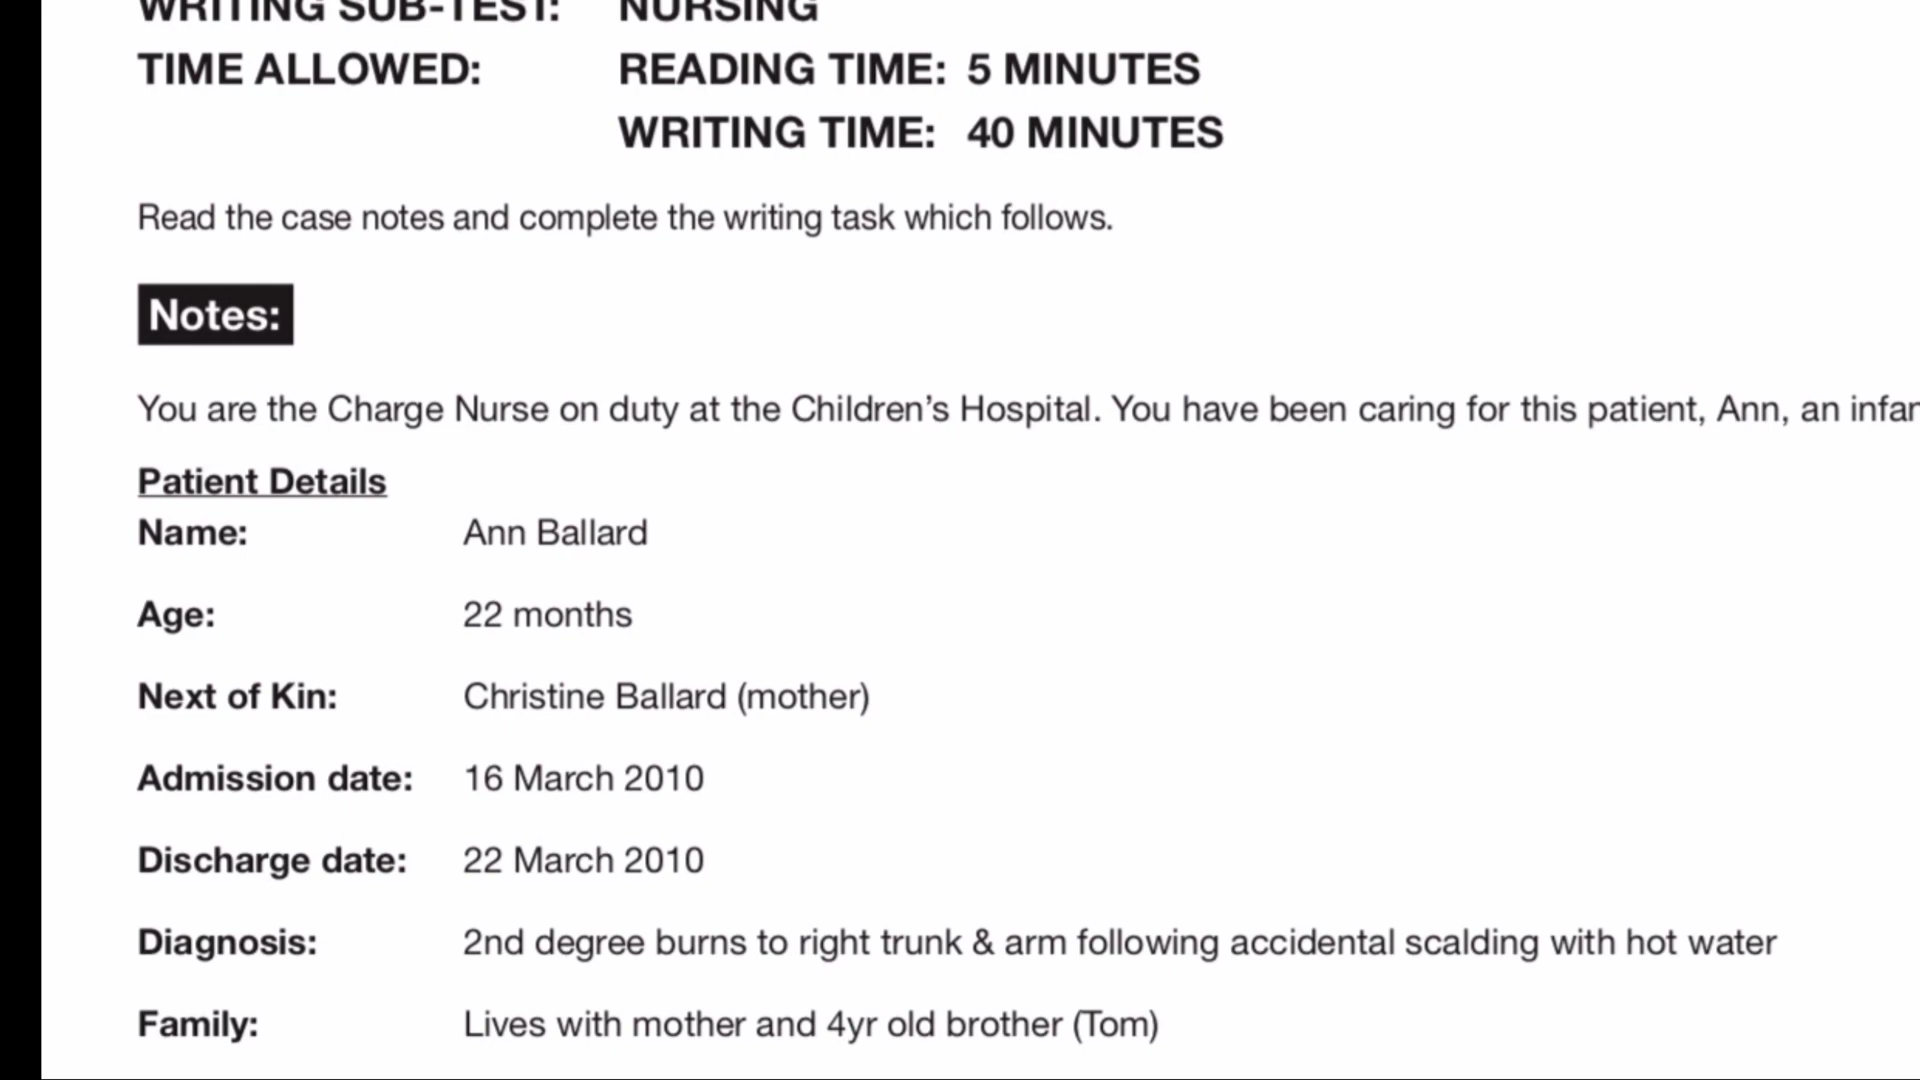 WRITING SUB-TEST: NURSING
TIME ALLOWED: READING TIME: 5 MINUTES
WRITING TIME: 40 MINUTES
Read the case notes and complete the writing task which follows.
Notes:
You are the Charge Nurse on duty at the Children’s Hospital. You have been caring for this patient, Ann, an
Patient Details
Name: Ann Ballard
Age: 22 months
Next of Kin: Christine Ballard (mother)
Admission date: 16 March 2010
Discharge date: 22 March 2010
Diagnosis: 2nd degree burns to right trunk & arm following accidental scalding with hot water
Family: Lives with mother and 4yr old brother (Tom)